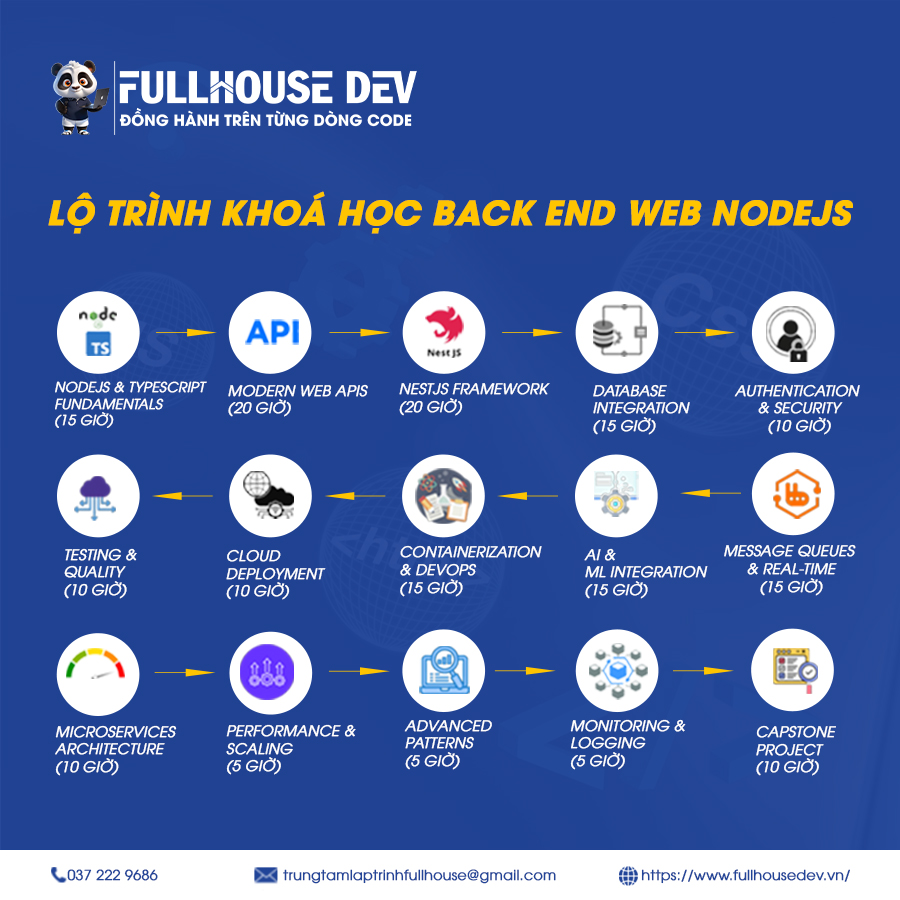 FULLHOUSE DEV
ĐỒNG HÀNH TRÊN TỪNG DÒNG CODE
LỘ TRÌNH KHOÁ HỌC BACK END WEB NODEJS
node
JS
TS
NODEJS & TYPESCRIPT
FUNDAMENTALS
(15 GIỜ)
API
MODERN WEB APIS
(20 GIỜ)
Nest JS
NESTJS FRAMEWORK
(20 GIỜ)
DATABASE
INTEGRATION
(15 GIỜ)
AUTHENTICATION
& SECURITY
(10 GIỜ)
TESTING &
QUALITY
(10 GIỜ)
CLOUD
DEPLOYMENT
(10 GIỜ)
CONTAINERIZATION
& DEVOPS
(15 GIỜ)
AI &
ML INTEGRATION
(15 GIỜ)
MESSAGE QUEUES
& REAL-TIME
(15 GIỜ)
MICROSERVICES
ARCHITECTURE
(10 GIỜ)
PERFORMANCE &
SCALING
(5 GIỜ)
ADVANCED
PATTERNS
(5 GIỜ)
MONITORING &
LOGGING
(5 GIỜ)
CAPSTONE
PROJECT
(10 GIỜ)
037 222 9686
trungtamlaptrinhfullhouse@gmail.com
https://www.fullhousedev.vn/